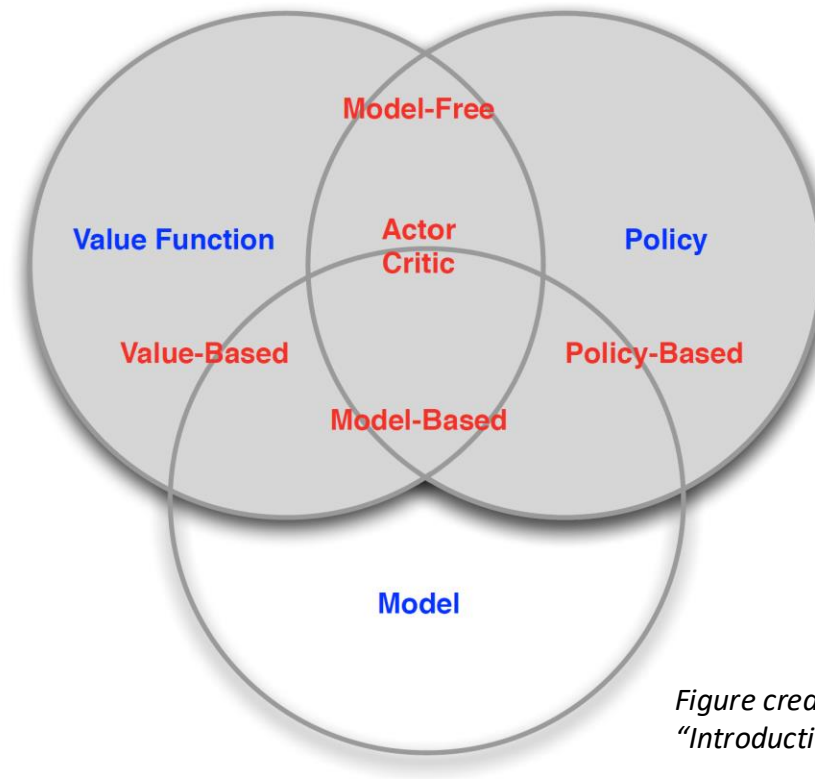 Model-Free
Value Function
Actor
Critic
Policy
Value-Based
Policy-Based
Model-Based
Model
Figure cred
“Introducti